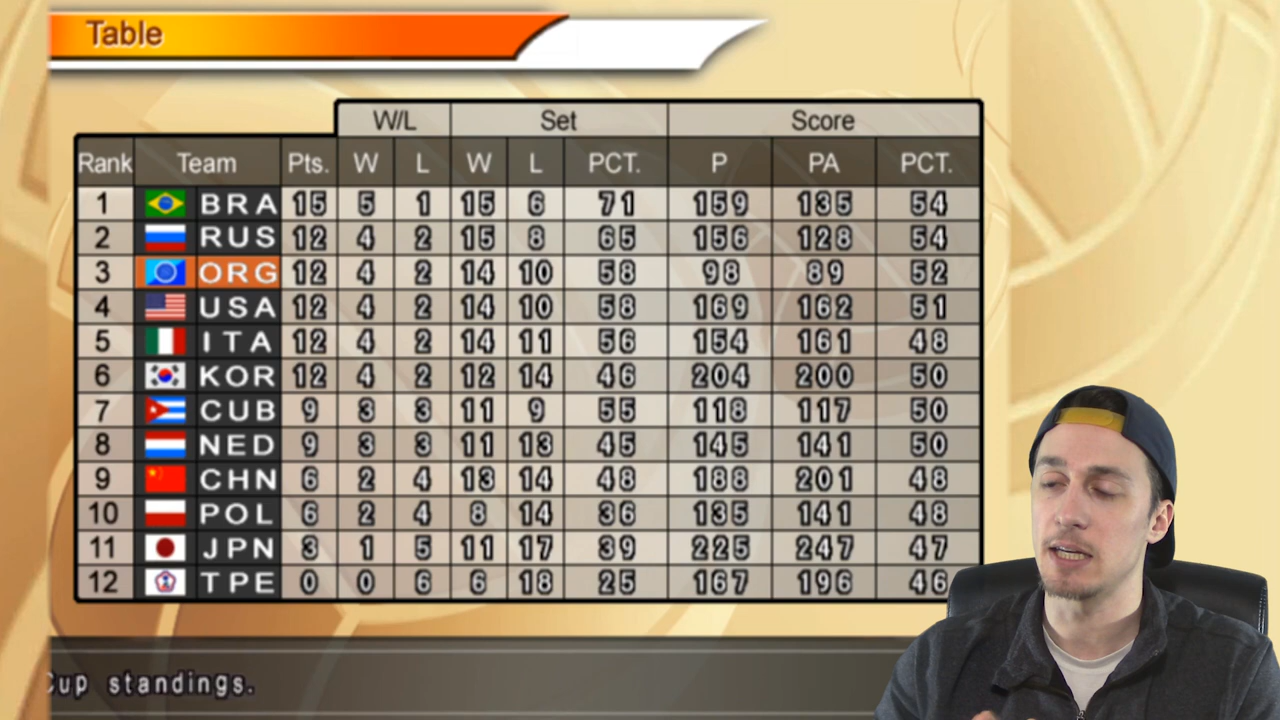 Table
W/L Set Score
Rank Team Pts. W L W L PCT. P PA PCT.
1 BRA 15 5 1 15 6 71 159 135 54
2 RUS 12 4 2 15 8 65 156 128 54
3 ORG 12 4 2 14 10 58 98 89 52
4 USA 12 4 2 14 10 58 169 162 51
5 ITA 12 4 2 14 11 56 154 161 48
6 KOR 12 4 2 12 14 46 204 200 50
7 CUB 9 3 3 11 9 55 118 117 50
8 NED 9 3 3 11 13 45 145 141 50
9 CHN 6 2 4 13 14 48 188 201 48
10 POL 6 2 4 8 14 36 135 141 48
11 JPN 3 1 5 11 17 39 225 247 47
12 TPE 0 0 6 6 18 25 167 196 46
Cup standings.